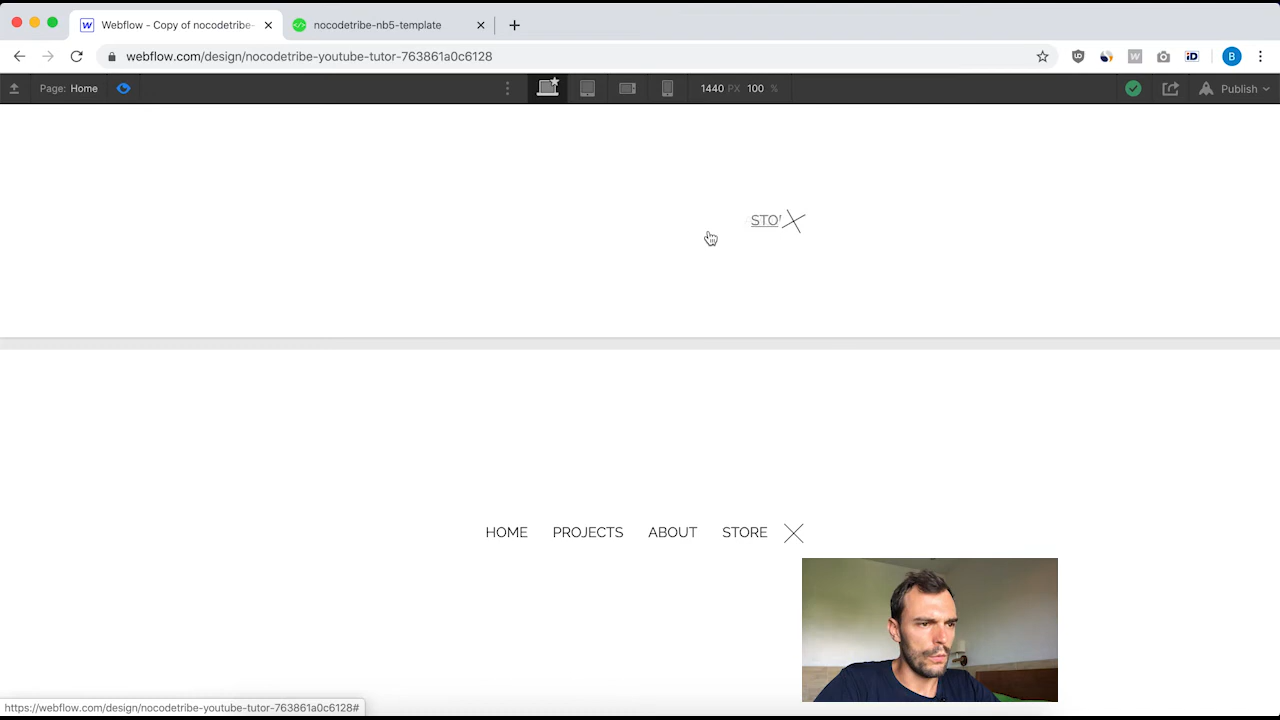 Webflow - Copy of nocodetribe-
nocodetribe-nb5-template
webflow.com/design/nocodetribe-youtube-tutor-763861a0c6128
B
Page: Home
1440 PX 100 %
Publish
STO
HOME PROJECTS ABOUT STORE
https://webflow.com/design/nocodetribe-youtube-tutor-763861a0c6128#